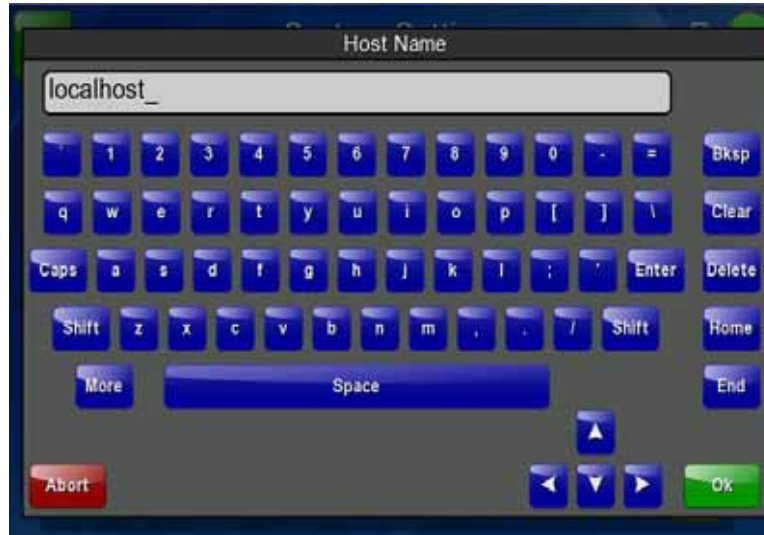 Host Name
localhost_
` 1 2 3 4 5 6 7 8 9 0 - = Bksp
q w e r t y u i o p [ ] \ Clear
Caps a s d f g h j k l ; ' Enter Delete
Shift z x c v b n m , . / Shift Home
More Space End
Abort Ok